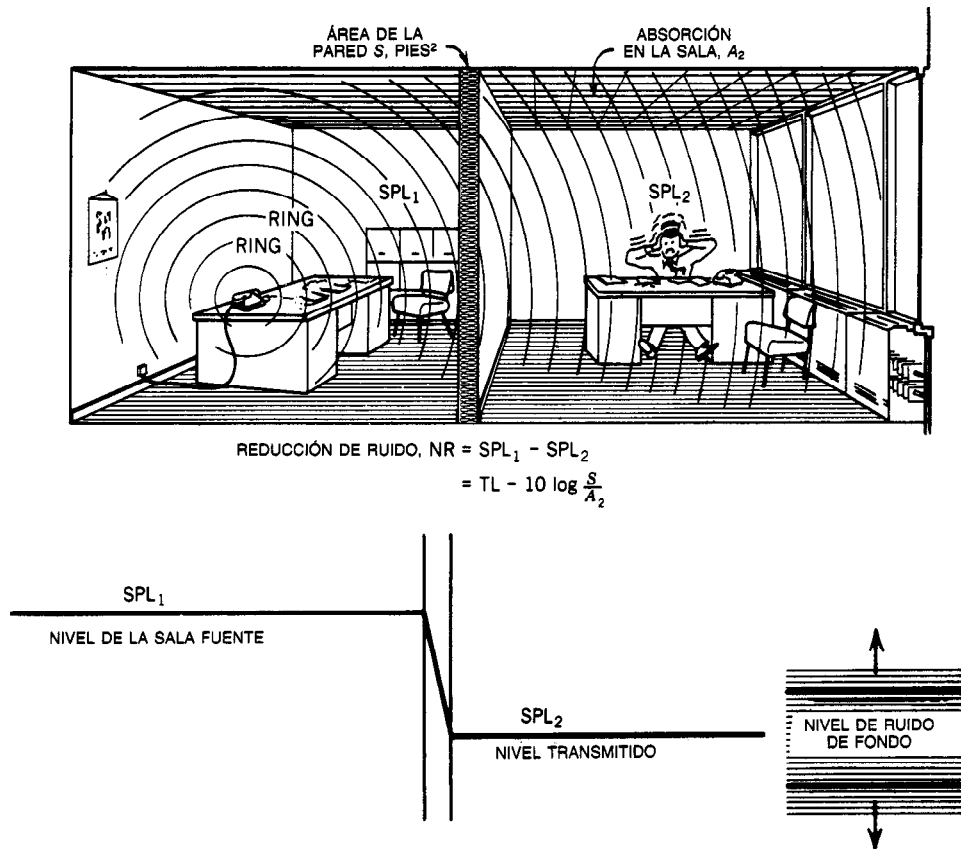 ÁREA DE LA
PARED S, PIES²
ABSORCIÓN
EN LA SALA, A₂
SPL₁
SPL₂
RING
RING
REDUCCIÓN DE RUIDO, NR = SPL₁ − SPL₂
= TL − 10 log S/A₂
SPL₁
NIVEL DE LA SALA FUENTE
SPL₂
NIVEL TRANSMITIDO
NIVEL DE RUIDO
DE FONDO